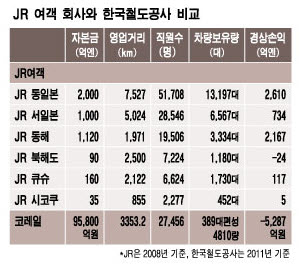 JR 여객 회사와 한국철도공사 비교
자본금 영업거리 직원수 차량보유량 경상손익
(억엔) (km) (명) (대) (억엔)
JR여객
JR 동일본 2,000 7,527 51,708 13,197대 2,610
JR 서일본 1,000 5,024 28,546 6,567대 734
JR 동해 1,120 1,971 19,506 3,334대 2,167
JR 북해도 90 2,500 7,224 1,180대 -24
JR 큐슈 160 2,122 6,624 1,730대 117
JR 시코쿠 35 855 2,277 452대 5
코레일 95,800 억원 3353.2 27,456 389대편성 4810량 -5,287 억원
*JR은 2008년 기준, 한국철도공사는 2011년 기준